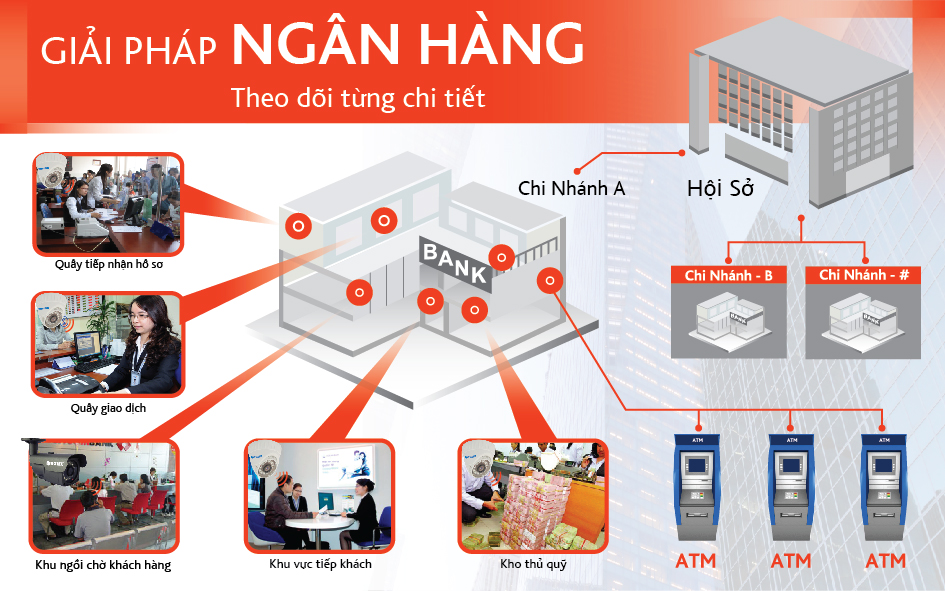 GIẢI PHÁP NGÂN HÀNG
Theo dõi từng chi tiết
Chi Nhánh A
Hội Sở
BANK
Chi Nhánh - B
Chi Nhánh - #
BANK
BANK
Quầy tiếp nhận hồ sơ
Quầy giao dịch
Khu ngồi chờ khách hàng
Khu vực tiếp khách
Kho thủ quỹ
ATM
ATM
ATM
ATM
ATM
ATM